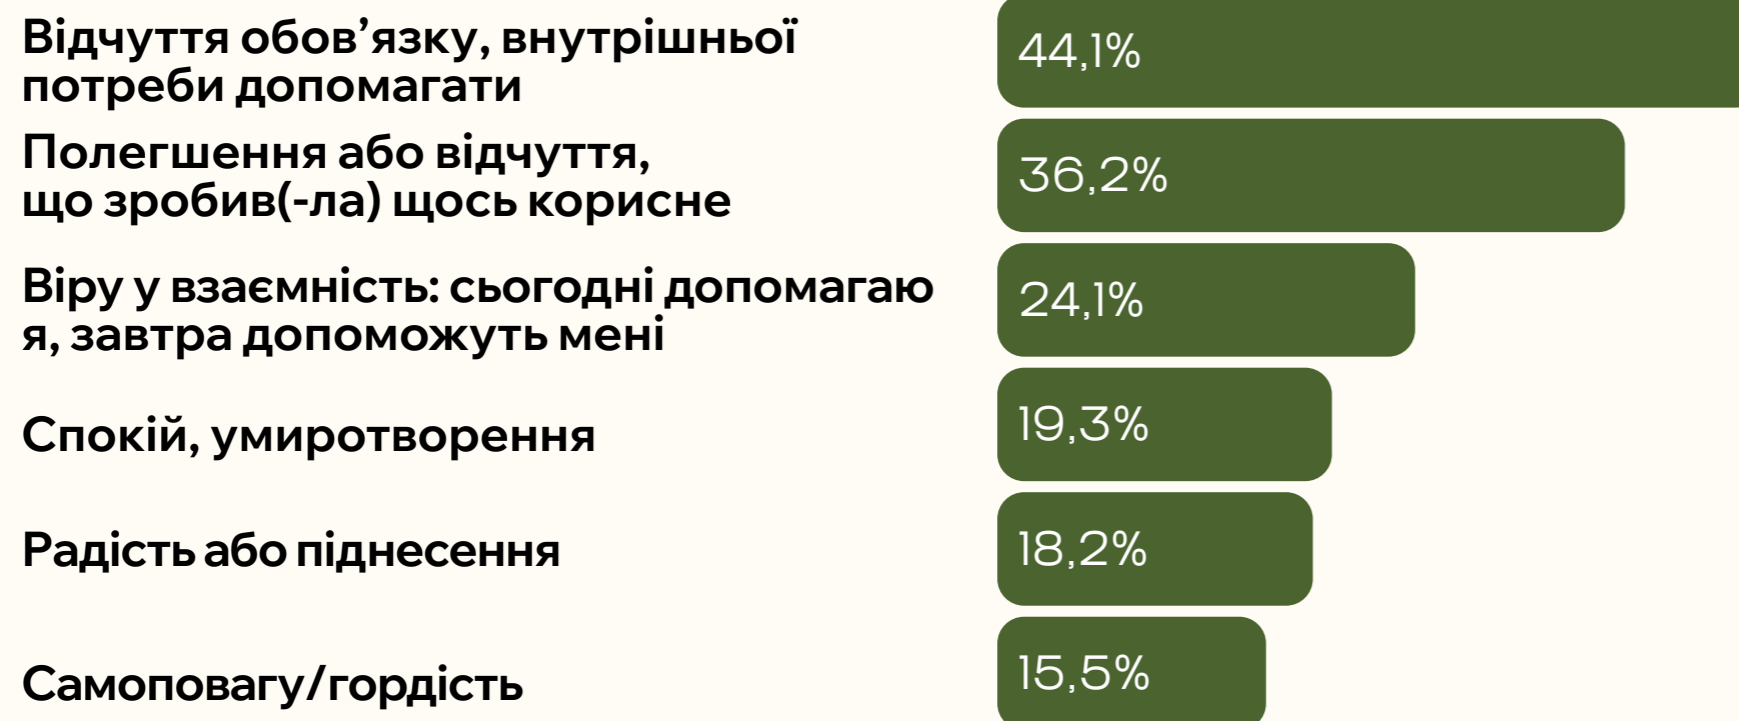 Відчуття обов’язку, внутрішньої
потреби допомагати
44,1%
Полегшення або відчуття,
що зробив(-ла) щось корисне
36,2%
Віру у взаємність: сьогодні допомагаю
я, завтра допоможуть мені
24,1%
Спокій, умиротворення
19,3%
Радість або піднесення
18,2%
Самоповагу/гордість
15,5%